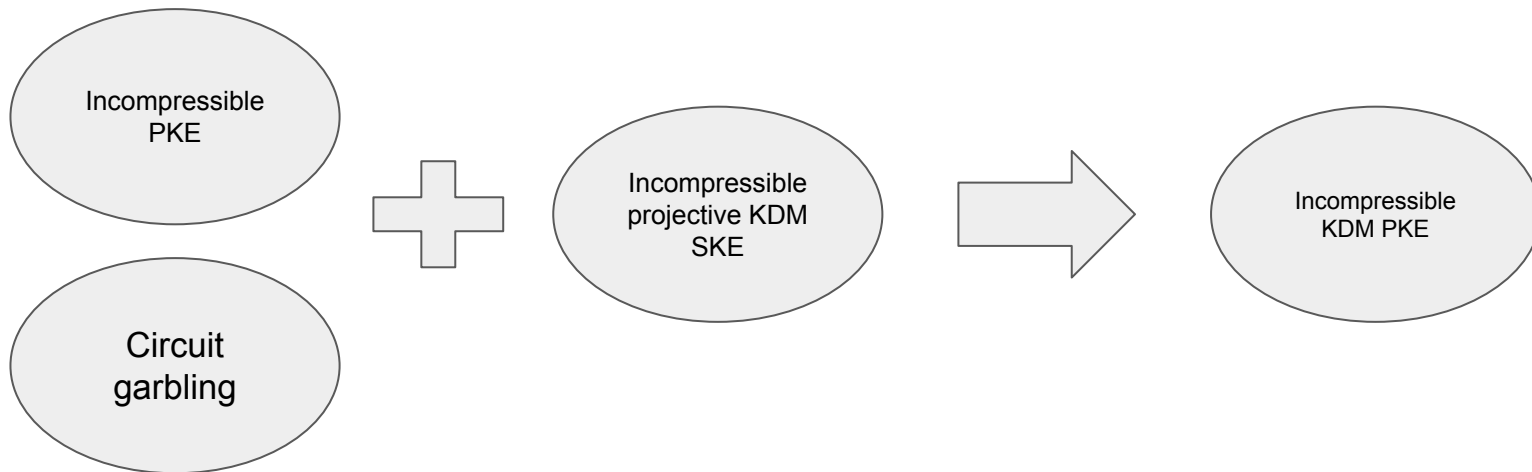 Incompressible
PKE
Circuit
garbling
Incompressible
projective KDM
SKE
Incompressible
KDM PKE